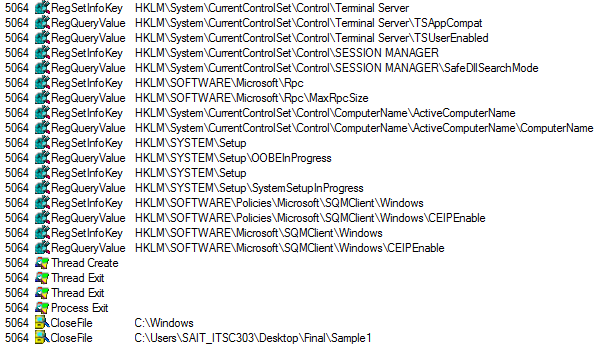 5064 RegSetInfoKey HKLM\System\CurrentControlSet\Control\Terminal Server
5064 RegQueryValue HKLM\System\CurrentControlSet\Control\Terminal Server\TSAppCompat
5064 RegQueryValue HKLM\System\CurrentControlSet\Control\Terminal Server\TSUserEnabled
5064 RegSetInfoKey HKLM\System\CurrentControlSet\Control\SESSION MANAGER
5064 RegQueryValue HKLM\System\CurrentControlSet\Control\SESSION MANAGER\SafeDllSearchMode
5064 RegSetInfoKey HKLM\SOFTWARE\Microsoft\Rpc
5064 RegQueryValue HKLM\SOFTWARE\Microsoft\Rpc\MaxRpcSize
5064 RegSetInfoKey HKLM\System\CurrentControlSet\Control\ComputerName\ActiveComputerName
5064 RegQueryValue HKLM\System\CurrentControlSet\Control\ComputerName\ActiveComputerName\ComputerName
5064 RegSetInfoKey HKLM\SYSTEM\Setup
5064 RegQueryValue HKLM\SYSTEM\Setup\OOBEInProgress
5064 RegSetInfoKey HKLM\SYSTEM\Setup
5064 RegQueryValue HKLM\SYSTEM\Setup\SystemSetupInProgress
5064 RegSetInfoKey HKLM\SOFTWARE\Policies\Microsoft\SQMClient\Windows
5064 RegQueryValue HKLM\SOFTWARE\Policies\Microsoft\SQMClient\Windows\CEIPEnable
5064 RegSetInfoKey HKLM\SOFTWARE\Microsoft\SQMClient\Windows
5064 RegQueryValue HKLM\SOFTWARE\Microsoft\SQMClient\Windows\CEIPEnable
5064 Thread Create
5064 Thread Exit
5064 Thread Exit
5064 Process Exit
5064 CloseFile C:\Windows
5064 CloseFile C:\Users\SAIT_ITSC303\Desktop\Final\Sample1